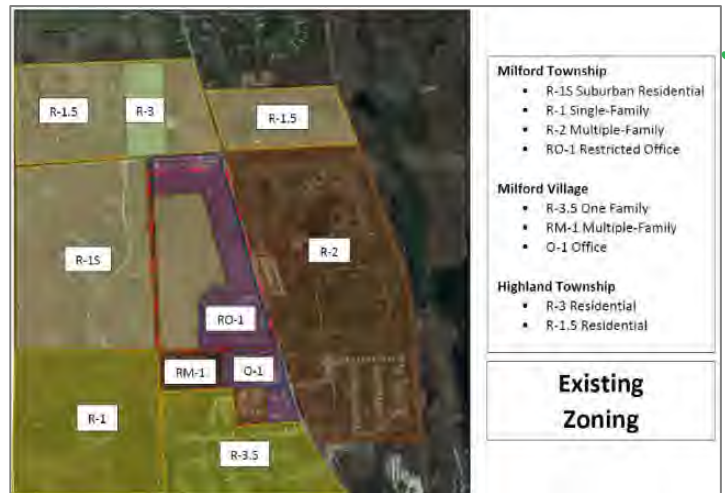 R-1.5
R-3
R-1.5
R-1S
R-2
RO-1
RM-1
O-1
R-1
R-3.5
Milford Township
• R-1S Suburban Residential
• R-1 Single-Family
• R-2 Multiple-Family
• RO-1 Restricted Office
Milford Village
• R-3.5 One Family
• RM-1 Multiple-Family
• O-1 Office
Highland Township
• R-3 Residential
• R-1.5 Residential
Existing
Zoning